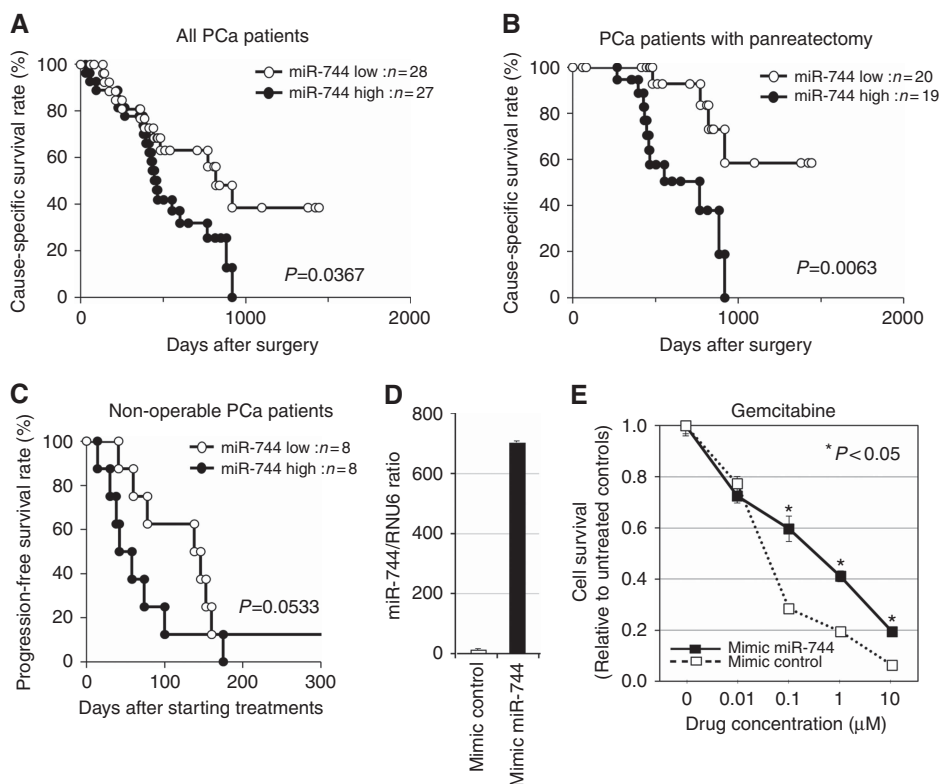 A
All PCa patients
Cause-specific survival rate (%)
100
80
60
40
20
0
miR-744 low :n=28
miR-744 high :n=27
P=0.0367
0
1000
2000
Days after surgery
B
PCa patients with panreatectomy
Cause-specific survival rate (%)
100
80
60
40
20
0
miR-744 low :n=20
miR-744 high :n=19
P=0.0063
0
1000
2000
Days after surgery
C
Non-operable PCa patients
Progression-free survival rate (%)
100
80
60
40
20
0
miR-744 low :n=8
miR-744 high :n=8
P=0.0533
0
100
200
300
Days after starting treatments
D
miR-744/RNU6 ratio
800
600
400
200
0
Mimic control
Mimic miR-744
E
Gemcitabine
Cell survival
(Relative to untreated controls)
1.0
0.8
0.6
0.4
0.2
0.0
*P<0.05
*
*
*
Mimic miR-744
Mimic control
0
0.01
0.1
1
10
Drug concentration (μM)